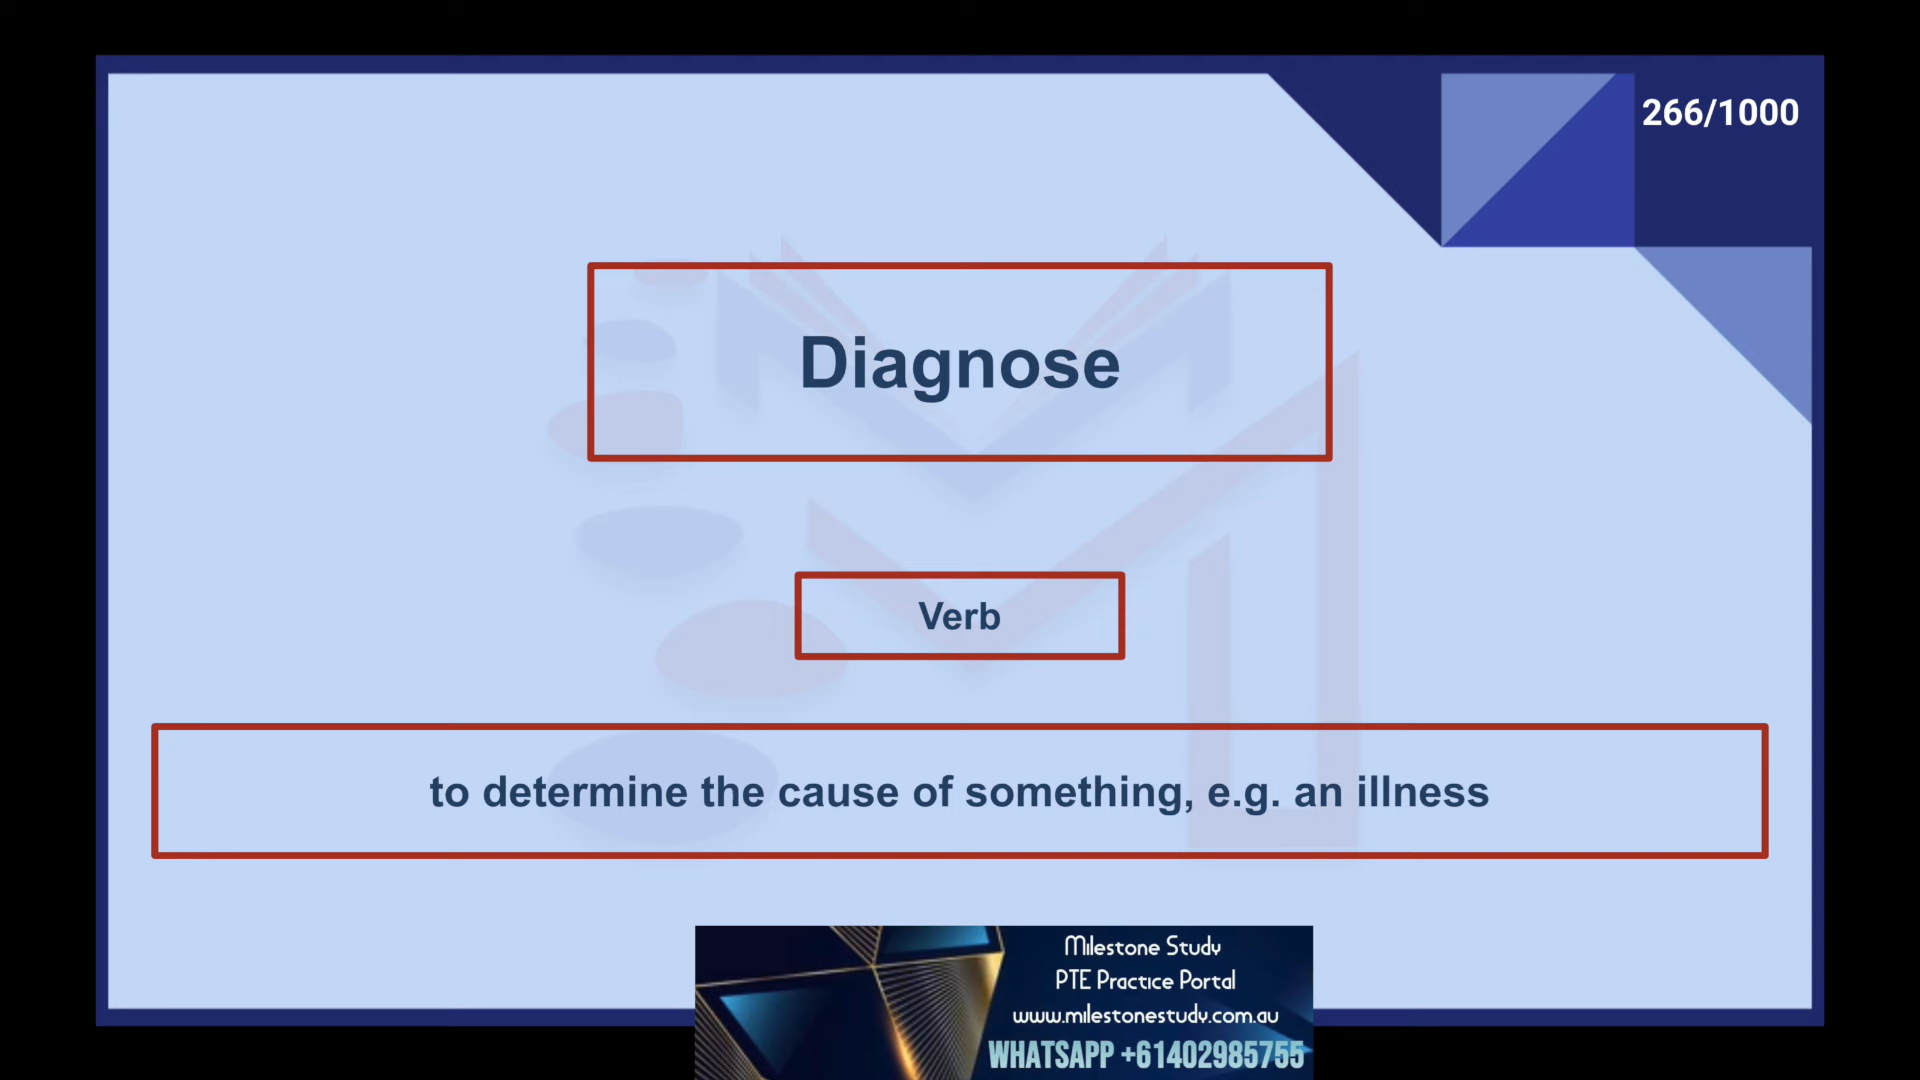 266/1000
Diagnose
Verb
to determine the cause of something, e.g. an illness
Milestone Study
PTE Practice Portal
www.milestonestudy.com.au
WHATSAPP +61402985755